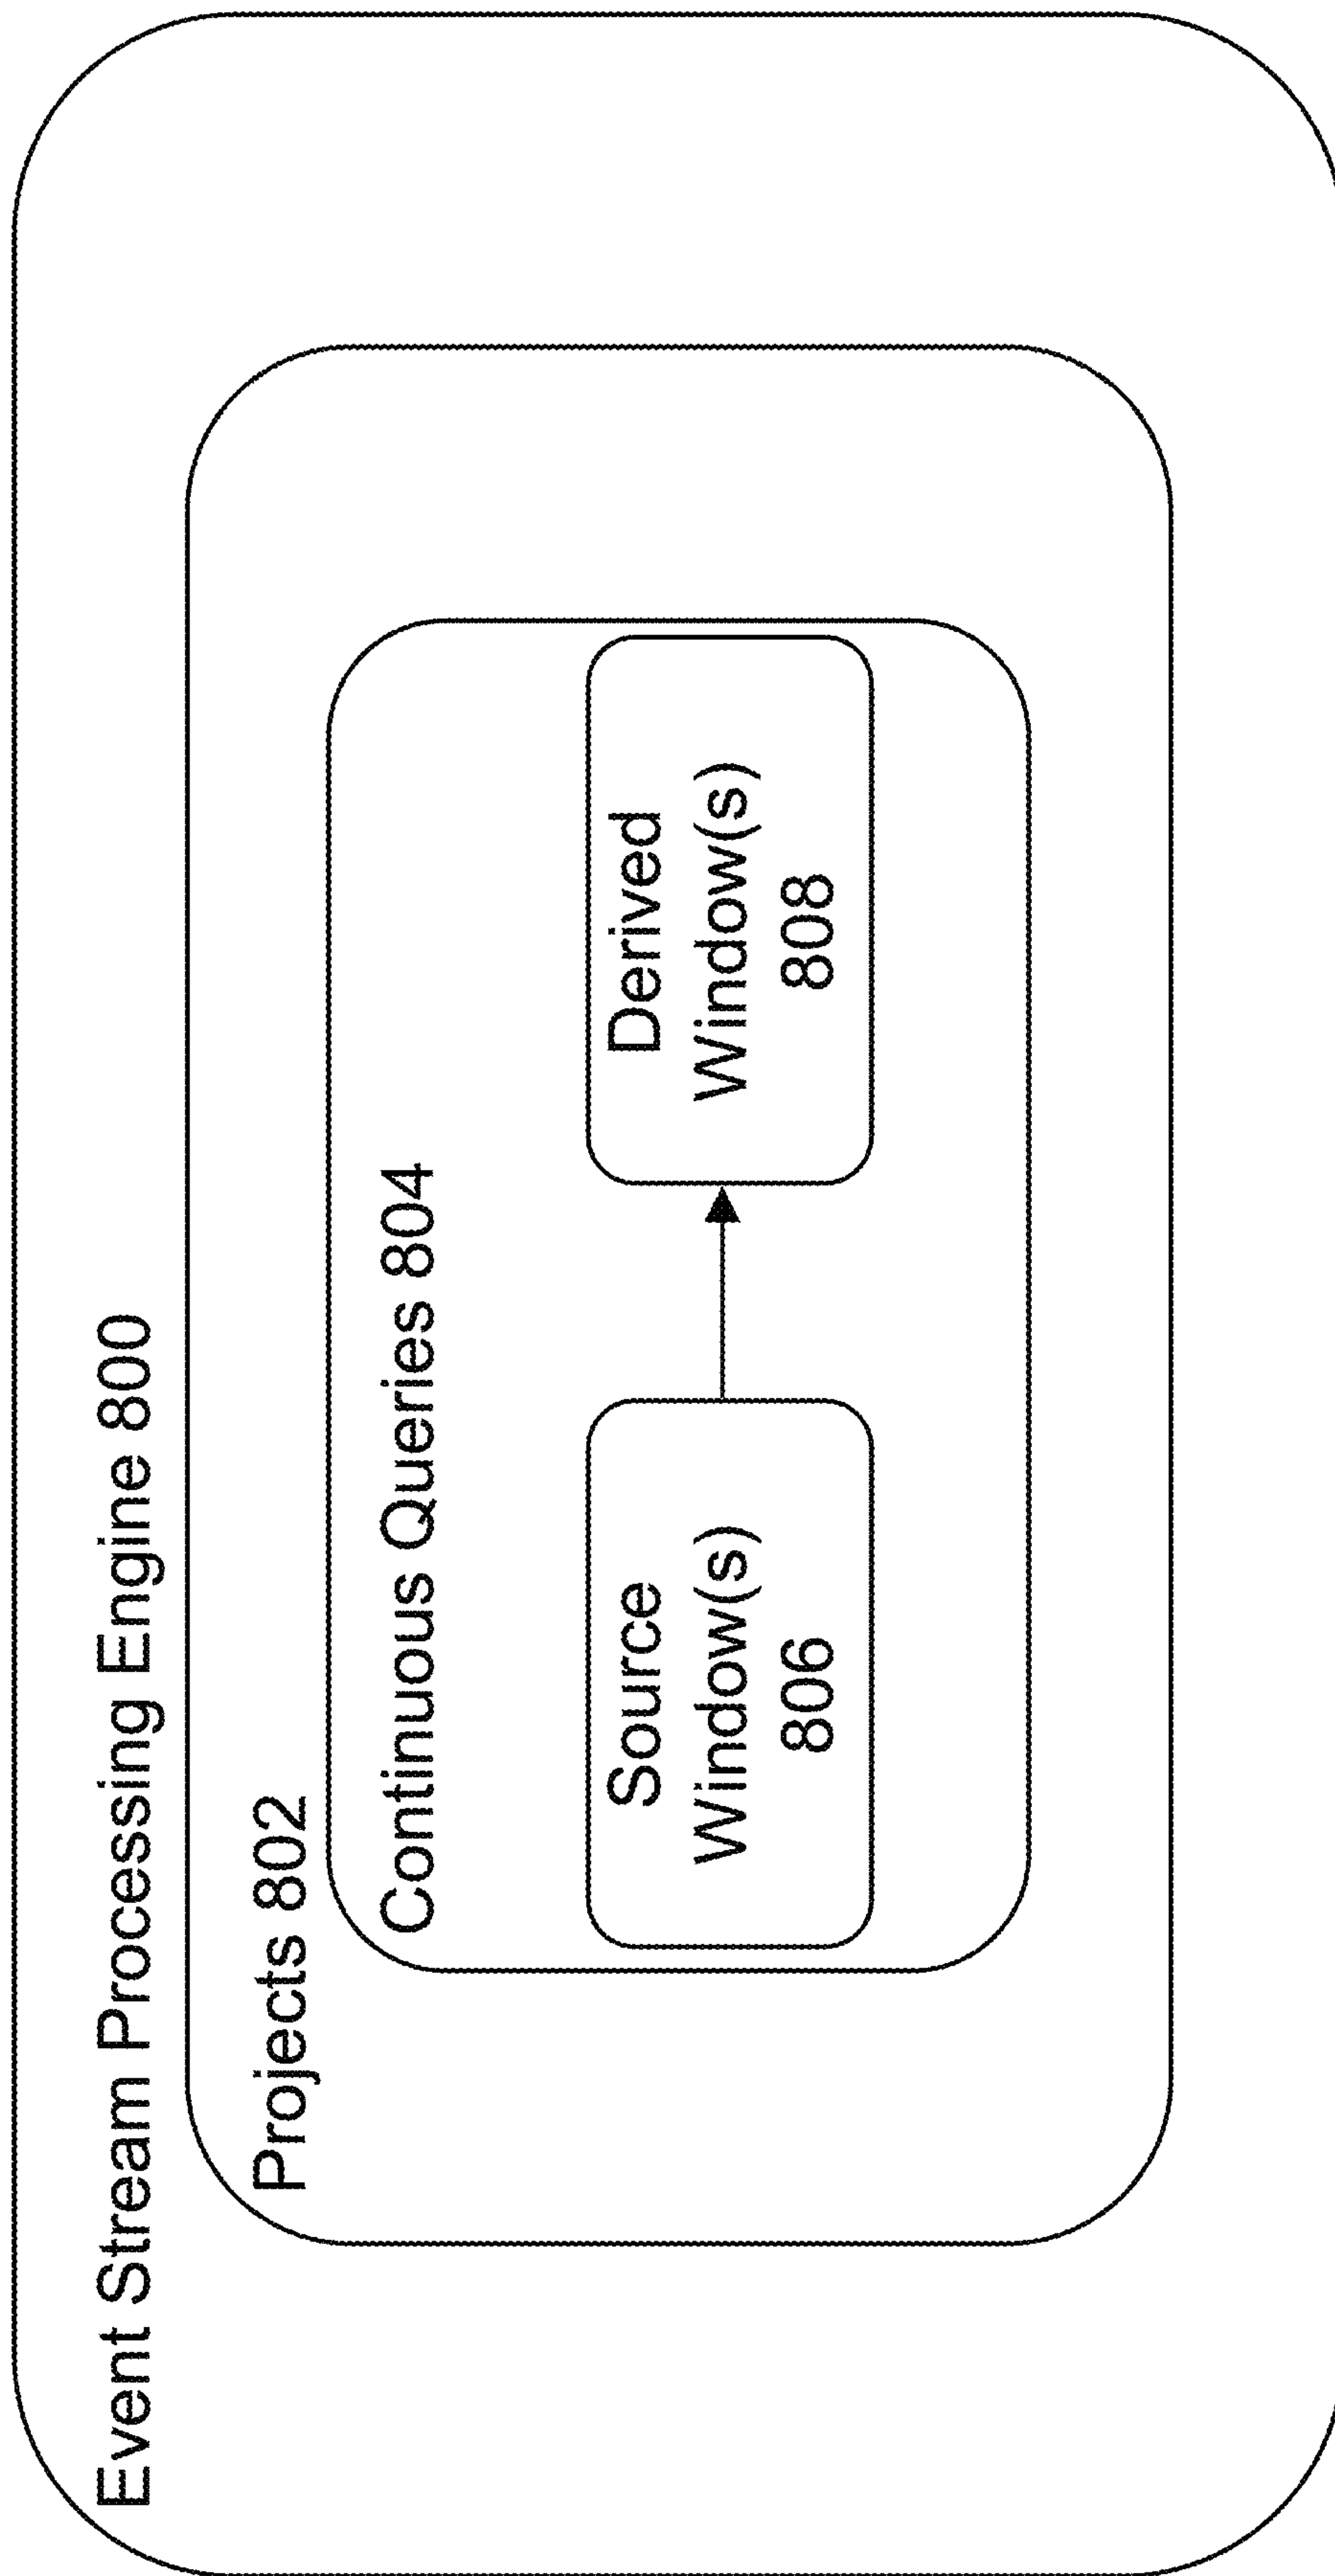 Event Stream Processing Engine 800
Projects 802
Continuous Queries 804
Source
Window(s)
806
Derived
Window(s)
808